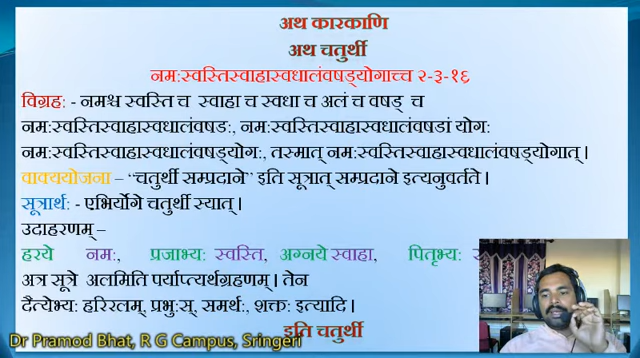 अथ कारकाणि
अथ चतुर्थी
नम:स्वस्तिस्वाहास्वधालंवषड्योगाच्च २-३-१६
विग्रह: - नमश्च स्वस्ति च स्वाहा च स्वधा च अलं च वषड् च
नम:स्वस्तिस्वाहास्वधालंवषड:, नम:स्वस्तिस्वाहास्वधालंवषडां योग:
नम:स्वस्तिस्वाहास्वधालंवषड्योग:, तस्मात् नम:स्वस्तिस्वाहास्वधालंवषड्योगात् ।
वाक्ययोजना – “चतुर्थी सम्प्रदाने” इति सूत्रात् सम्प्रदाने इत्यनुवर्तते ।
सूत्रार्थ: - एभिर्योगे चतुर्थी स्यात् ।
उदाहरणम् –
हरये नम:, प्रजाभ्य: स्वस्ति, अग्नये स्वाहा, पितृभ्य:
अत्र सूत्रे अलमिति पर्याप्त्यर्थग्रहणम् । तेन
दैत्येभ्य: हरिरलम् प्रभु:स्, समर्थ:, शक्त: इत्यादि ।
इति चतुर्थी
Dr Pramod Bhat, R G Campus, Sringeri